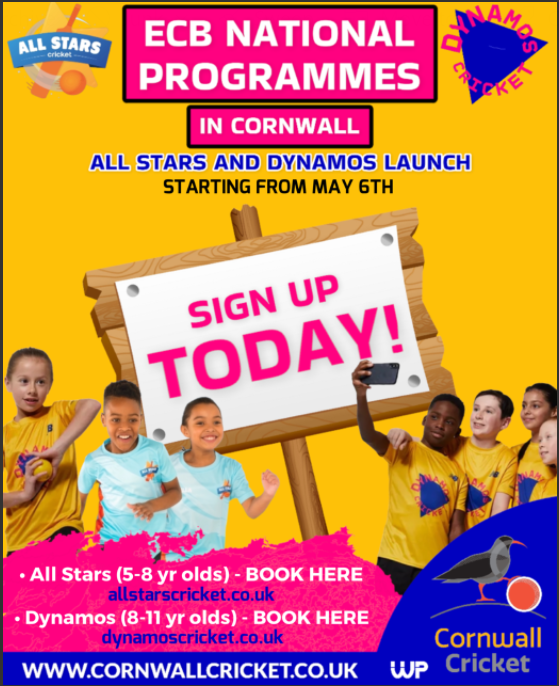 ALL STARS
cricket
ECB NATIONAL
PROGRAMMES
DYNAMOS
CRICKET
IN CORNWALL
ALL STARS AND DYNAMOS LAUNCH
STARTING FROM MAY 6TH
SIGN UP
TODAY!
• All Stars (5-8 yr olds) - BOOK HERE
allstarscricket.co.uk
• Dynamos (8-11 yr olds) - BOOK HERE
dynamoscricket.co.uk
Cornwall
Cricket
WWW.CORNWALLCRICKET.CO.UK
WP